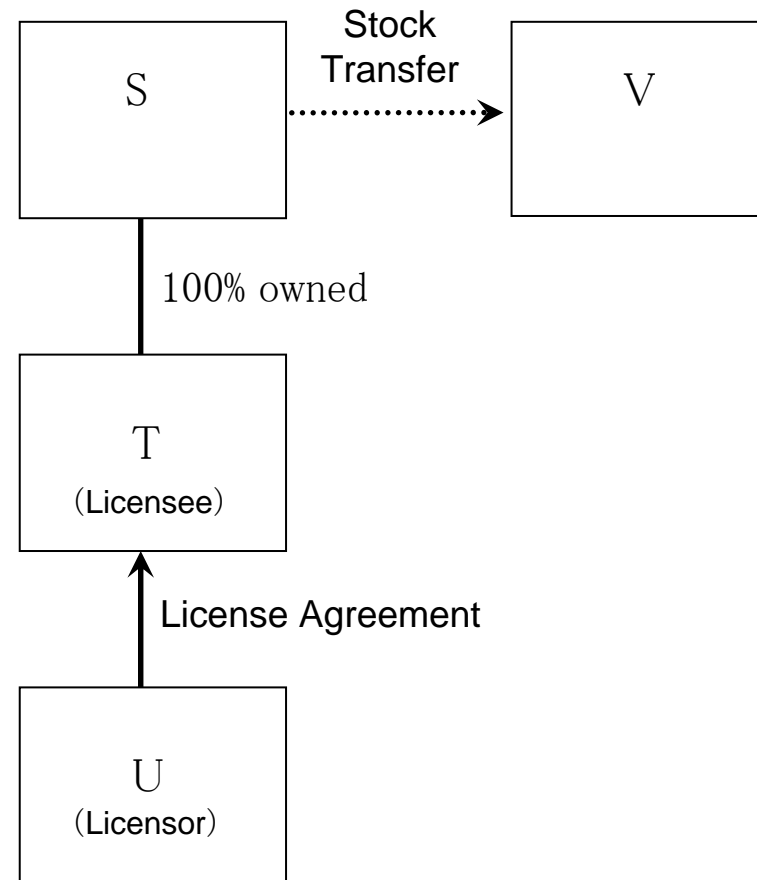 Stock
Transfer
S
V
100% owned
T
（Licensee）
License Agreement
U
（Licensor）